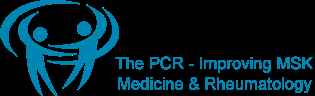 The PCR - Improving MSK
Medicine & Rheumatology